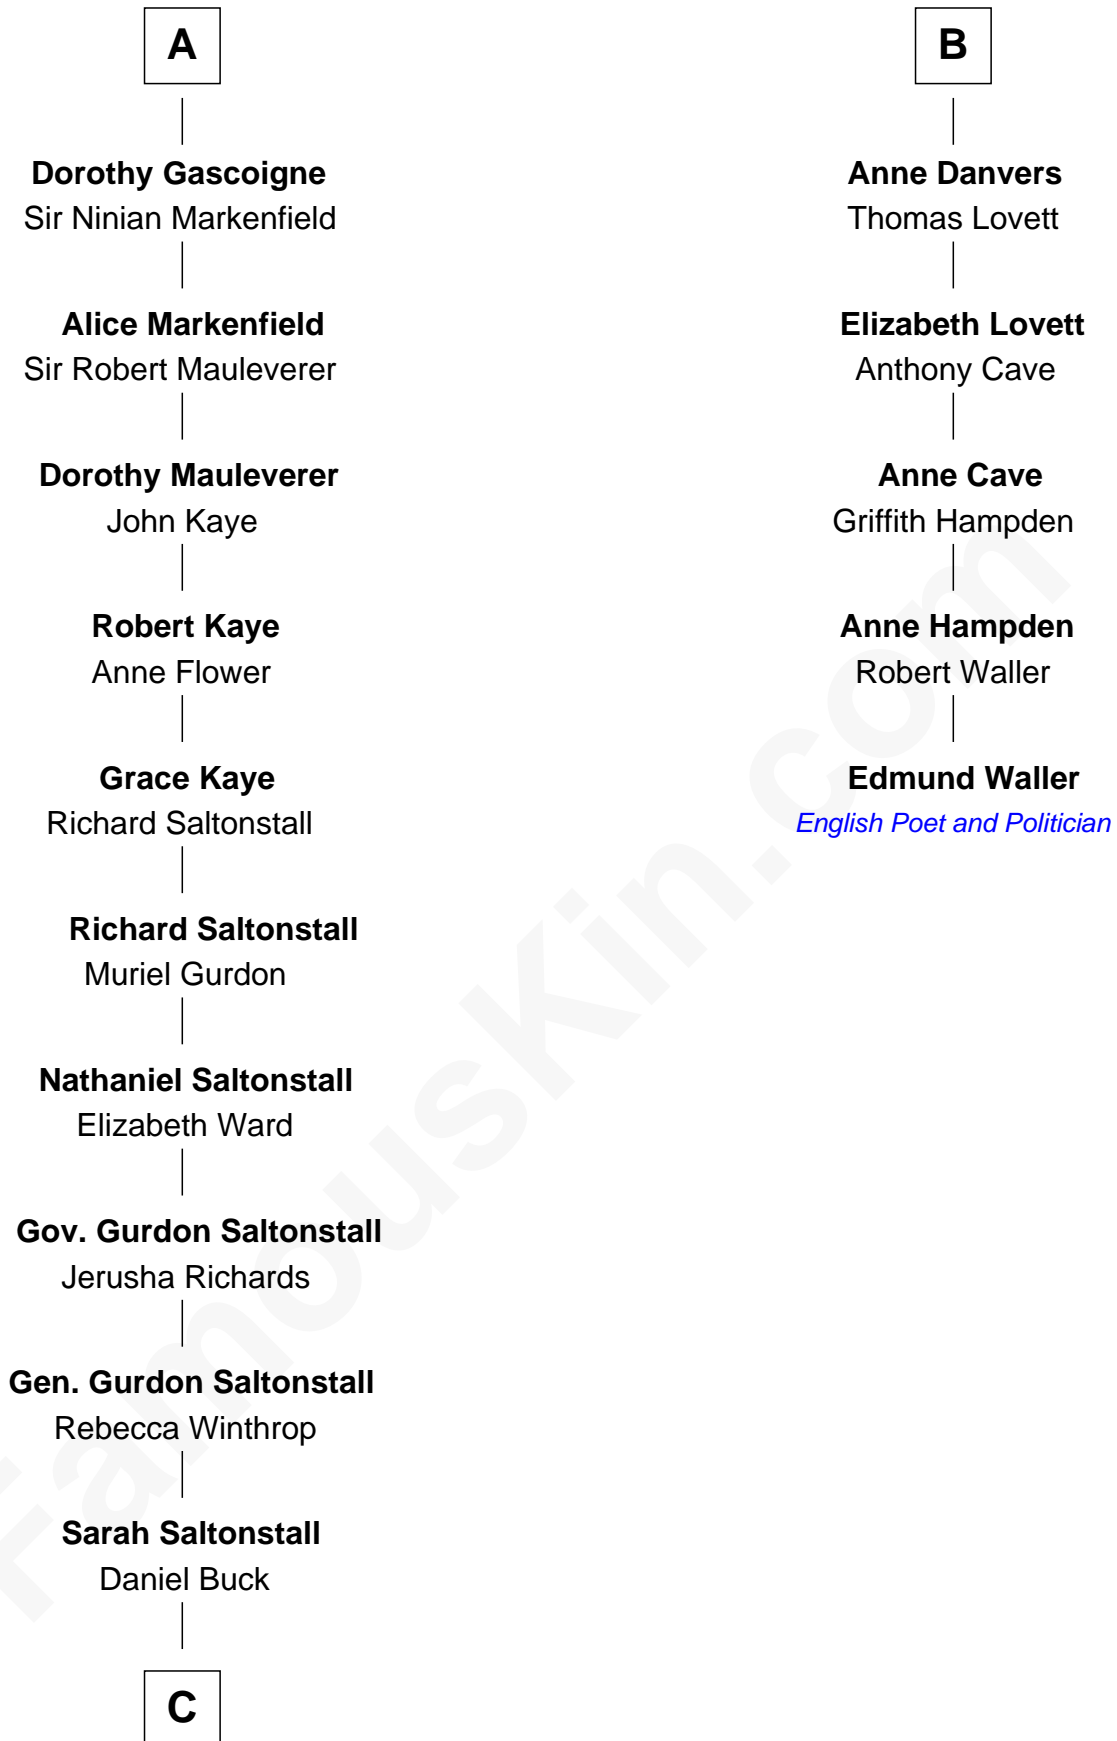 A
Dorothy Gascoigne
Sir Ninian Markenfield
Alice Markenfield
Sir Robert Mauleverer
Dorothy Mauleverer
John Kaye
Robert Kaye
Anne Flower
Grace Kaye
Richard Saltonstall
Richard Saltonstall
Muriel Gurdon
Nathaniel Saltonstall
Elizabeth Ward
Gov. Gurdon Saltonstall
Jerusha Richards
Gen. Gurdon Saltonstall
Rebecca Winthrop
Sarah Saltonstall
Daniel Buck
C
B
Anne Danvers
Thomas Lovett
Elizabeth Lovett
Anthony Cave
Anne Cave
Griffith Hampden
Anne Hampden
Robert Waller
Edmund Waller
English Poet and Politician
FamousKin.com